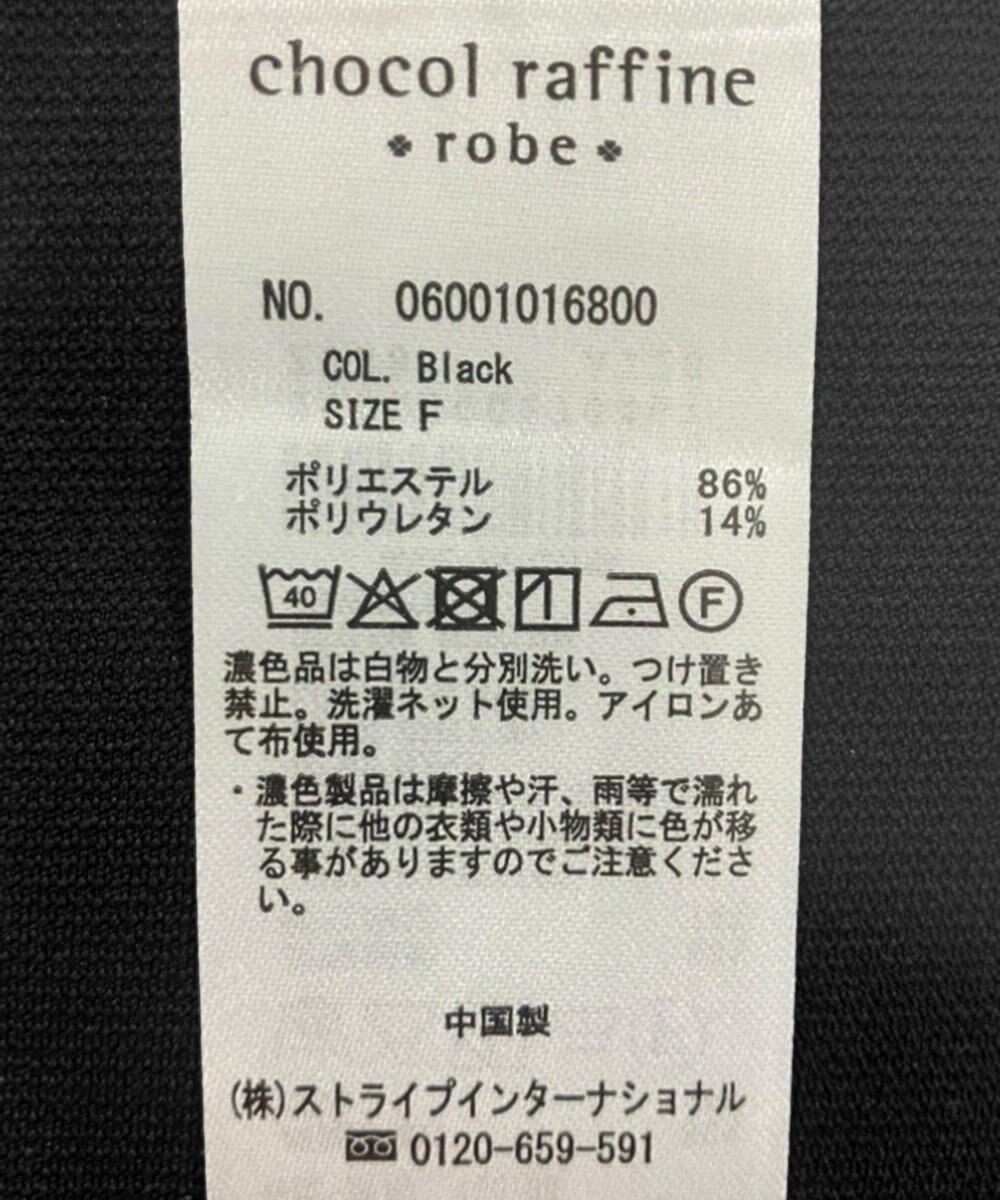 chocol raffine
robe
NO. 06001016800
COL. Black
SIZE F
ポリエステル 86%
ポリウレタン 14%
40 F
濃色品は白物と分別洗い。つけ置き
禁止。洗濯ネット使用。アイロンあ
て布使用。
・濃色製品は摩擦や汗、雨等で濡れ
た際に他の衣類や小物類に色が移
る事がありますのでご注意くださ
い。
中国製
(株)ストライプインターナショナル
0120-659-591